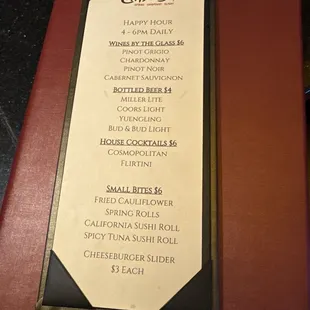 Happy Hour
4 - 6pm Daily
Wines by the Glass $6
Pinot Grigio
Chardonnay
Pinot Noir
Cabernet Sauvignon
Bottled Beer $4
Miller Lite
Coors Light
Yuengling
Bud & Bud Light
House Cocktails $6
Cosmopolitan
Flirtini
Small Bites $6
Fried Cauliflower
Spring Rolls
California Sushi Roll
Spicy Tuna Sushi Roll
Cheeseburger Slider
$3 Each